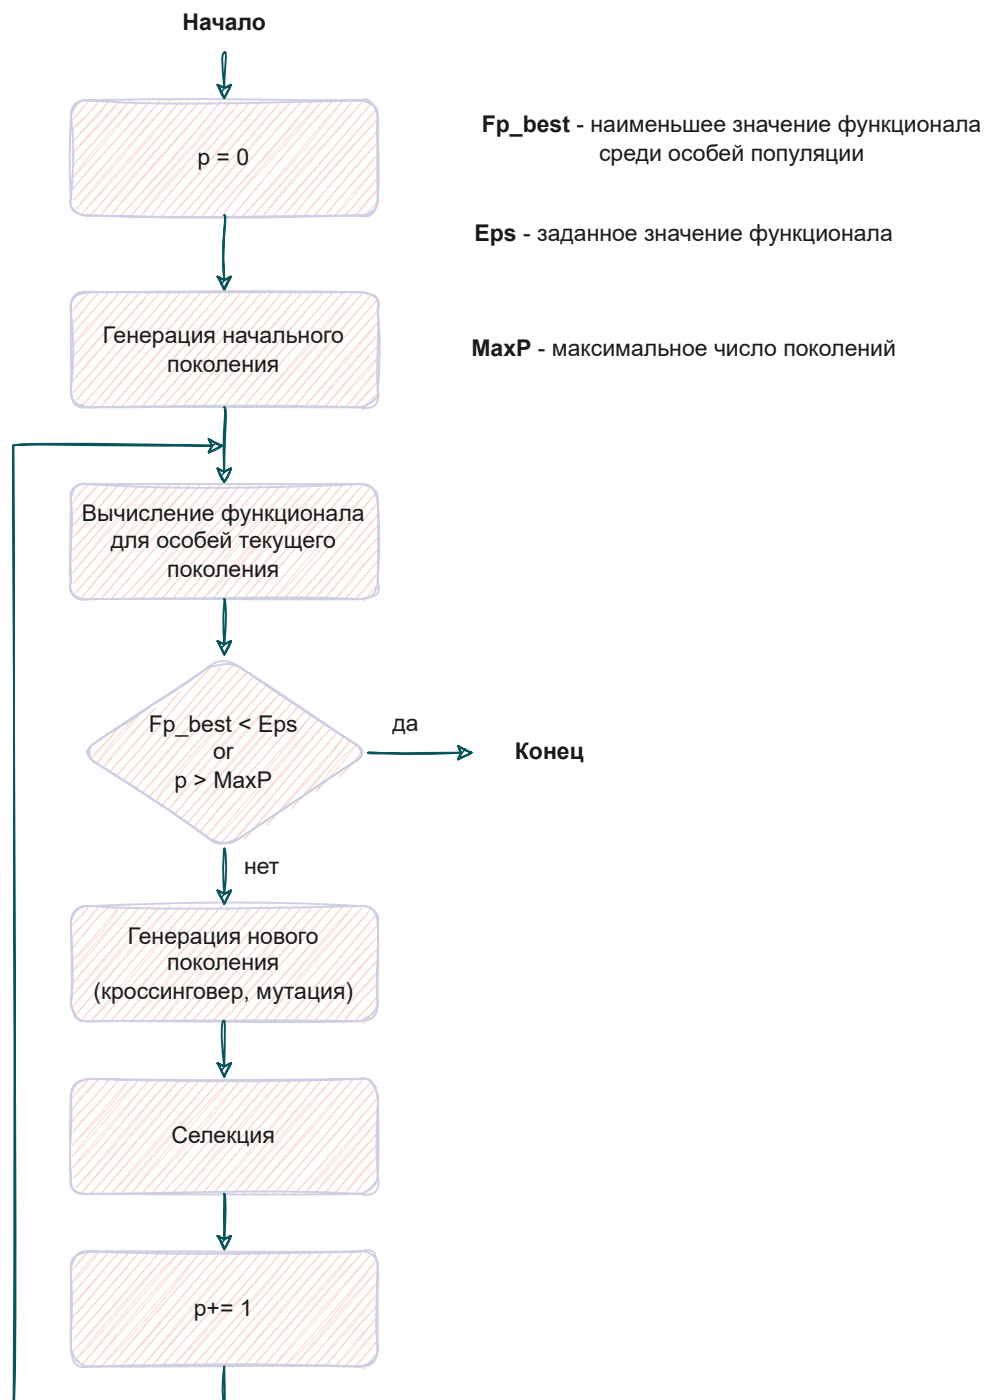 Начало
p = 0
Fp_best - наименьшее значение функционала
среди особей популяции
Eps - заданное значение функционала
Генерация начального
поколения
MaxP - максимальное число поколений
Вычисление функционала
для особей текущего
поколения
Fp_best < Eps
or
p > MaxP
да
Конец
нет
Генерация нового
поколения
(кроссинговер, мутация)
Селекция
p+= 1